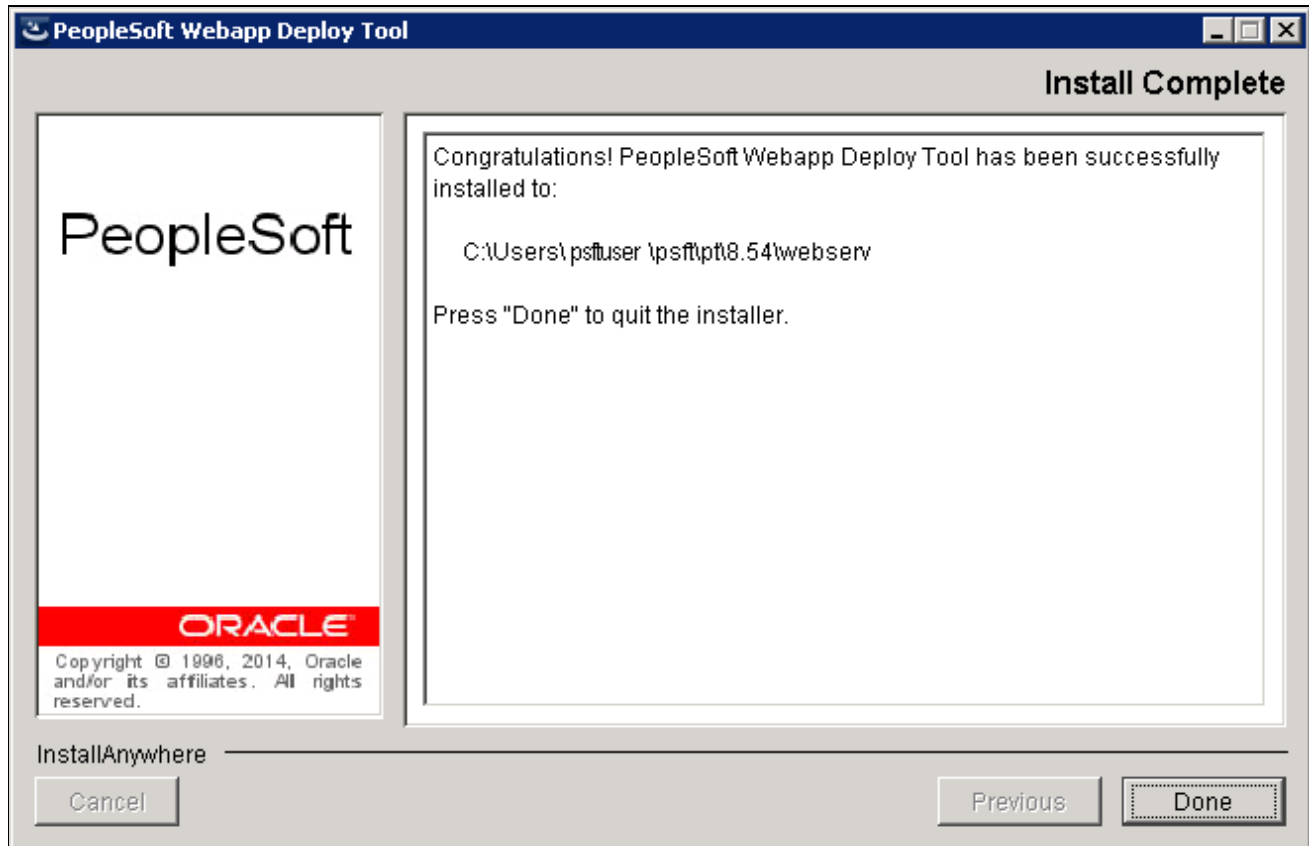 PeopleSoft Webapp Deploy Tool
Install Complete
PeopleSoft
ORACLE
Copyright © 1996, 2014, Oracle
and/or its affiliates. All rights
reserved.
Congratulations! PeopleSoft Webapp Deploy Tool has been successfully
installed to:
C:\Users\ psftuser \psft\pt\8.54\webserv
Press "Done" to quit the installer.
InstallAnywhere
Cancel
Previous
Done